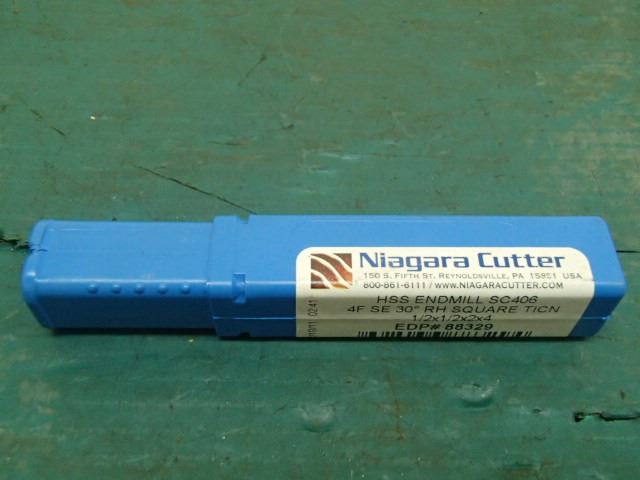 Niagara Cutter
150 S. FIFTH ST. REYNOLDSVILLE, PA 15851 USA
800-861-6111 / WWW.NIAGARACUTTER.COM
HSS ENDMILL SC406
4F SE 30° RH SQUARE TICN
1/2x1/2x2x4
EDP# 88329
0241